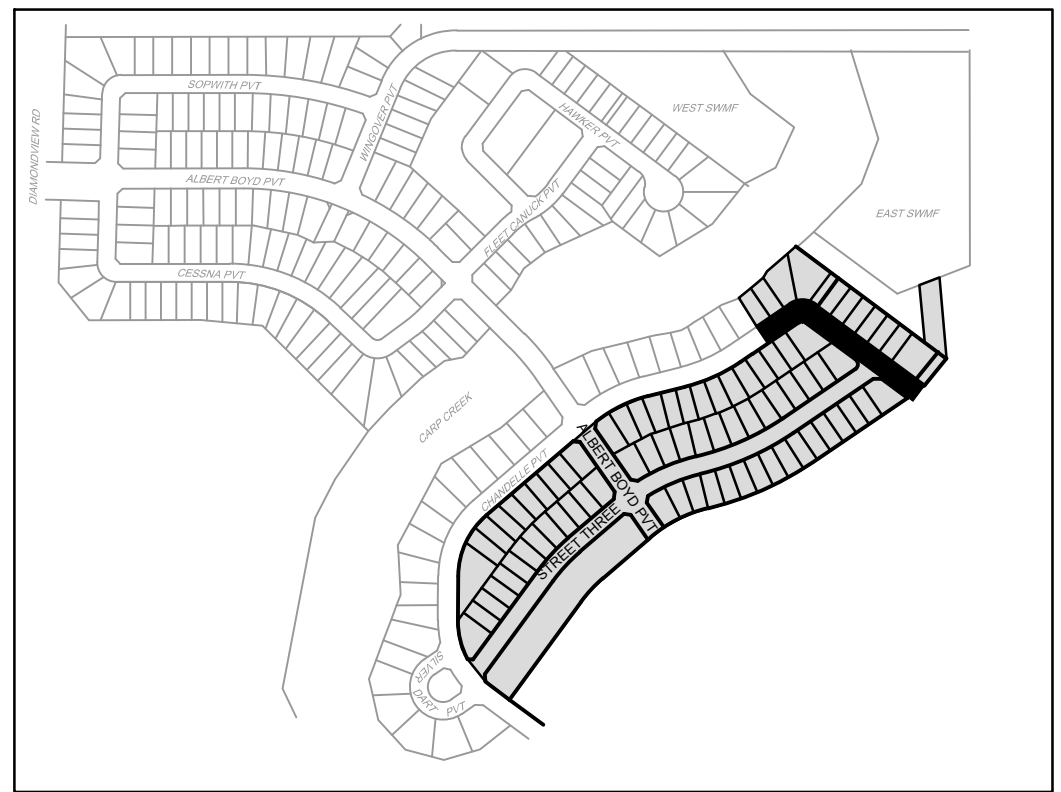 SOPWITH PVT
WINGOVER PVT
HAWKER PVT
WEST SWMF
DIAMONDVIEW RD
ALBERT BOYD PVT
FLEET CANUCK PVT
EAST SWMF
CESSNA PVT
CARP CREEK
CHANDELLE PVT
ALBERT BOYD PVT
STREET THREE
SILVER
DART PVT